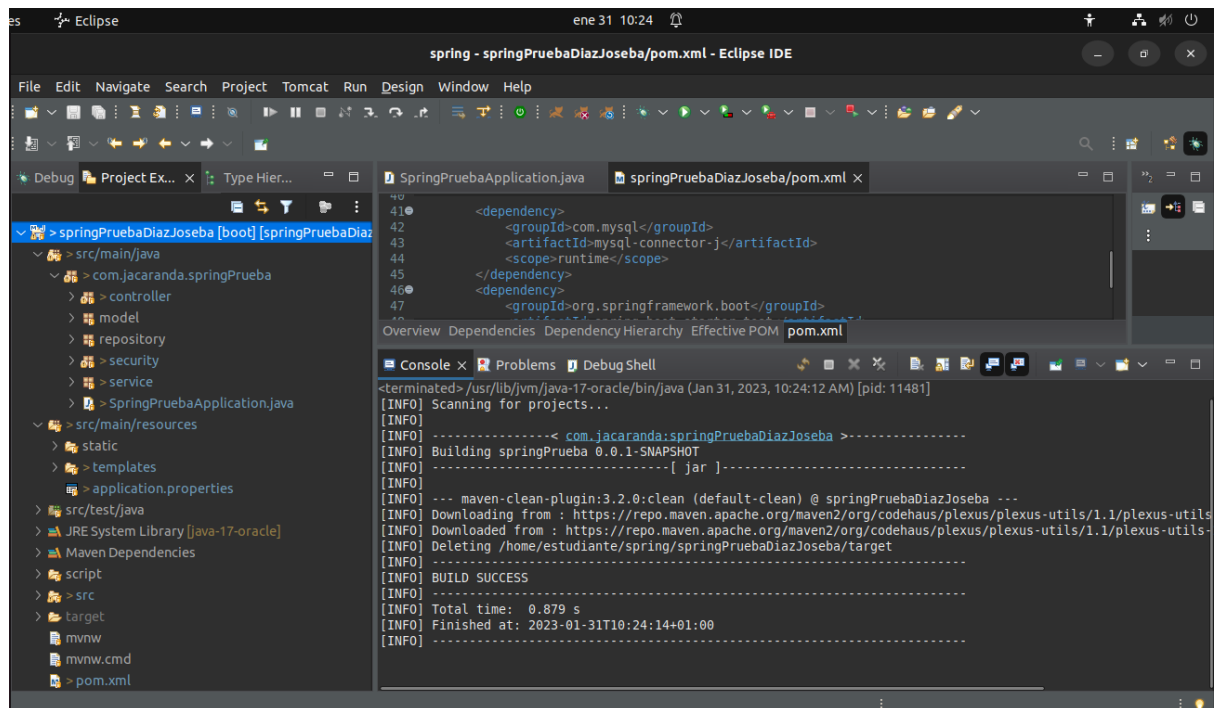 es Eclipse ene 31 10:24
spring - springPruebaDiazJoseba/pom.xml - Eclipse IDE
File Edit Navigate Search Project Tomcat Run Design Window Help
Debug Project Ex... Type Hier...
> springPruebaDiazJoseba [boot] [springPruebaDiaz
> src/main/java
> com.jacaranda.springPrueba
> controller
model
repository
> security
> service
> SpringPruebaApplication.java
> src/main/resources
static
> templates
> application.properties
src/test/java
JRE System Library [java-17-oracle]
Maven Dependencies
script
> src
target
mvnw
mvnw.cmd
> pom.xml
SpringPruebaApplication.java springPruebaDiazJoseba/pom.xml
40
41 <dependency>
42 <groupId>com.mysql</groupId>
43 <artifactId>mysql-connector-j</artifactId>
44 <scope>runtime</scope>
45 </dependency>
46 <dependency>
47 <groupId>org.springframework.boot</groupId>
Overview Dependencies Dependency Hierarchy Effective POM pom.xml
Console Problems Debug Shell
<terminated> /usr/lib/jvm/java-17-oracle/bin/java (Jan 31, 2023, 10:24:12 AM) [pid: 11481]
[INFO] Scanning for projects...
[INFO]
[INFO] ----------------< com.jacaranda:springPruebaDiazJoseba >----------------
[INFO] Building springPrueba 0.0.1-SNAPSHOT
[INFO] --------------------------------[ jar ]---------------------------------
[INFO]
[INFO] --- maven-clean-plugin:3.2.0:clean (default-clean) @ springPruebaDiazJoseba ---
[INFO] Downloading from : https://repo.maven.apache.org/maven2/org/codehaus/plexus/plexus-utils/1.1/plexus-utils
[INFO] Downloaded from : https://repo.maven.apache.org/maven2/org/codehaus/plexus/plexus-utils/1.1/plexus-utils-
[INFO] Deleting /home/estudiante/spring/springPruebaDiazJoseba/target
[INFO] ------------------------------------------------------------------------
[INFO] BUILD SUCCESS
[INFO] ------------------------------------------------------------------------
[INFO] Total time:  0.879 s
[INFO] Finished at: 2023-01-31T10:24:14+01:00
[INFO] ------------------------------------------------------------------------